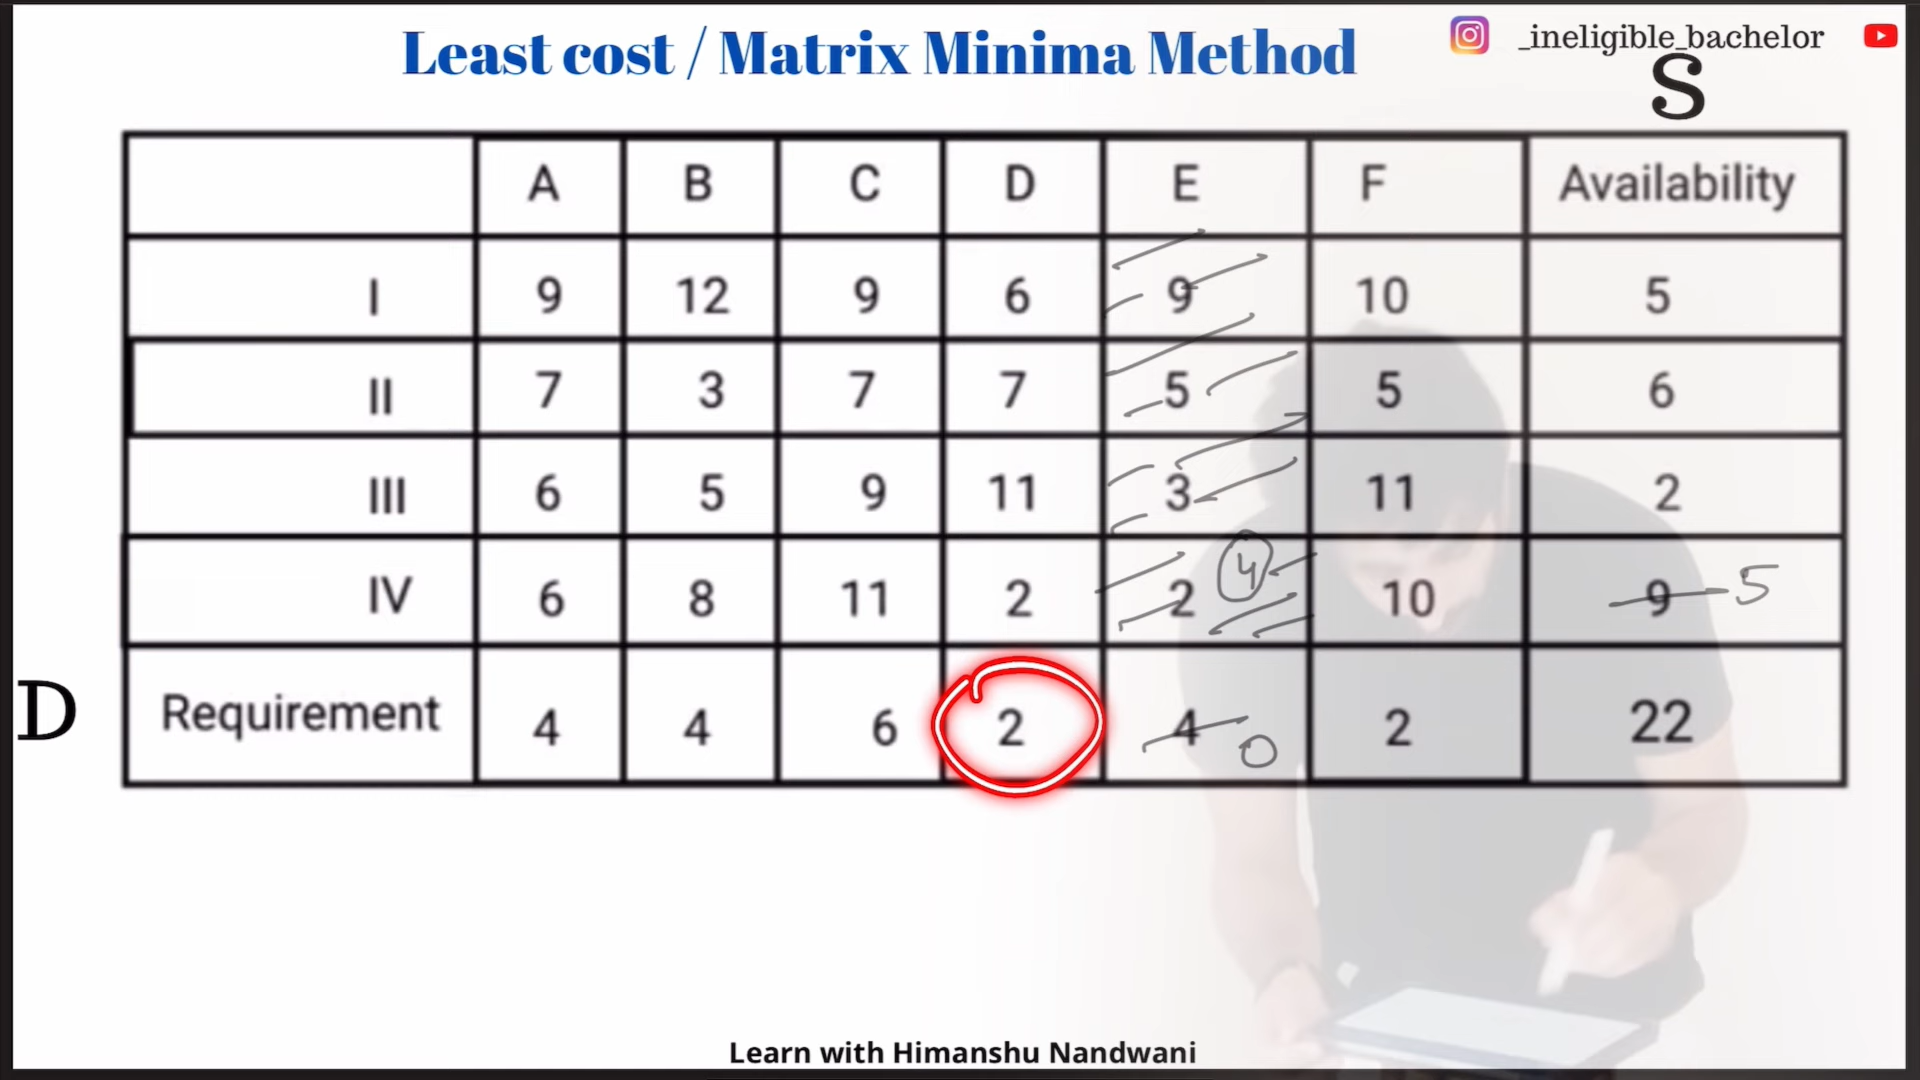 Least cost / Matrix Minima Method
_ineligible_bachelor
S
A B C D E F Availability
I 9 12 9 6 9 10 5
II 7 3 7 7 5 5 6
III 6 5 9 11 3 11 2
IV 6 8 11 2 2 4 10 9 5
D
Requirement 4 4 6 2 4 0 2 22
Learn with Himanshu Nandwani